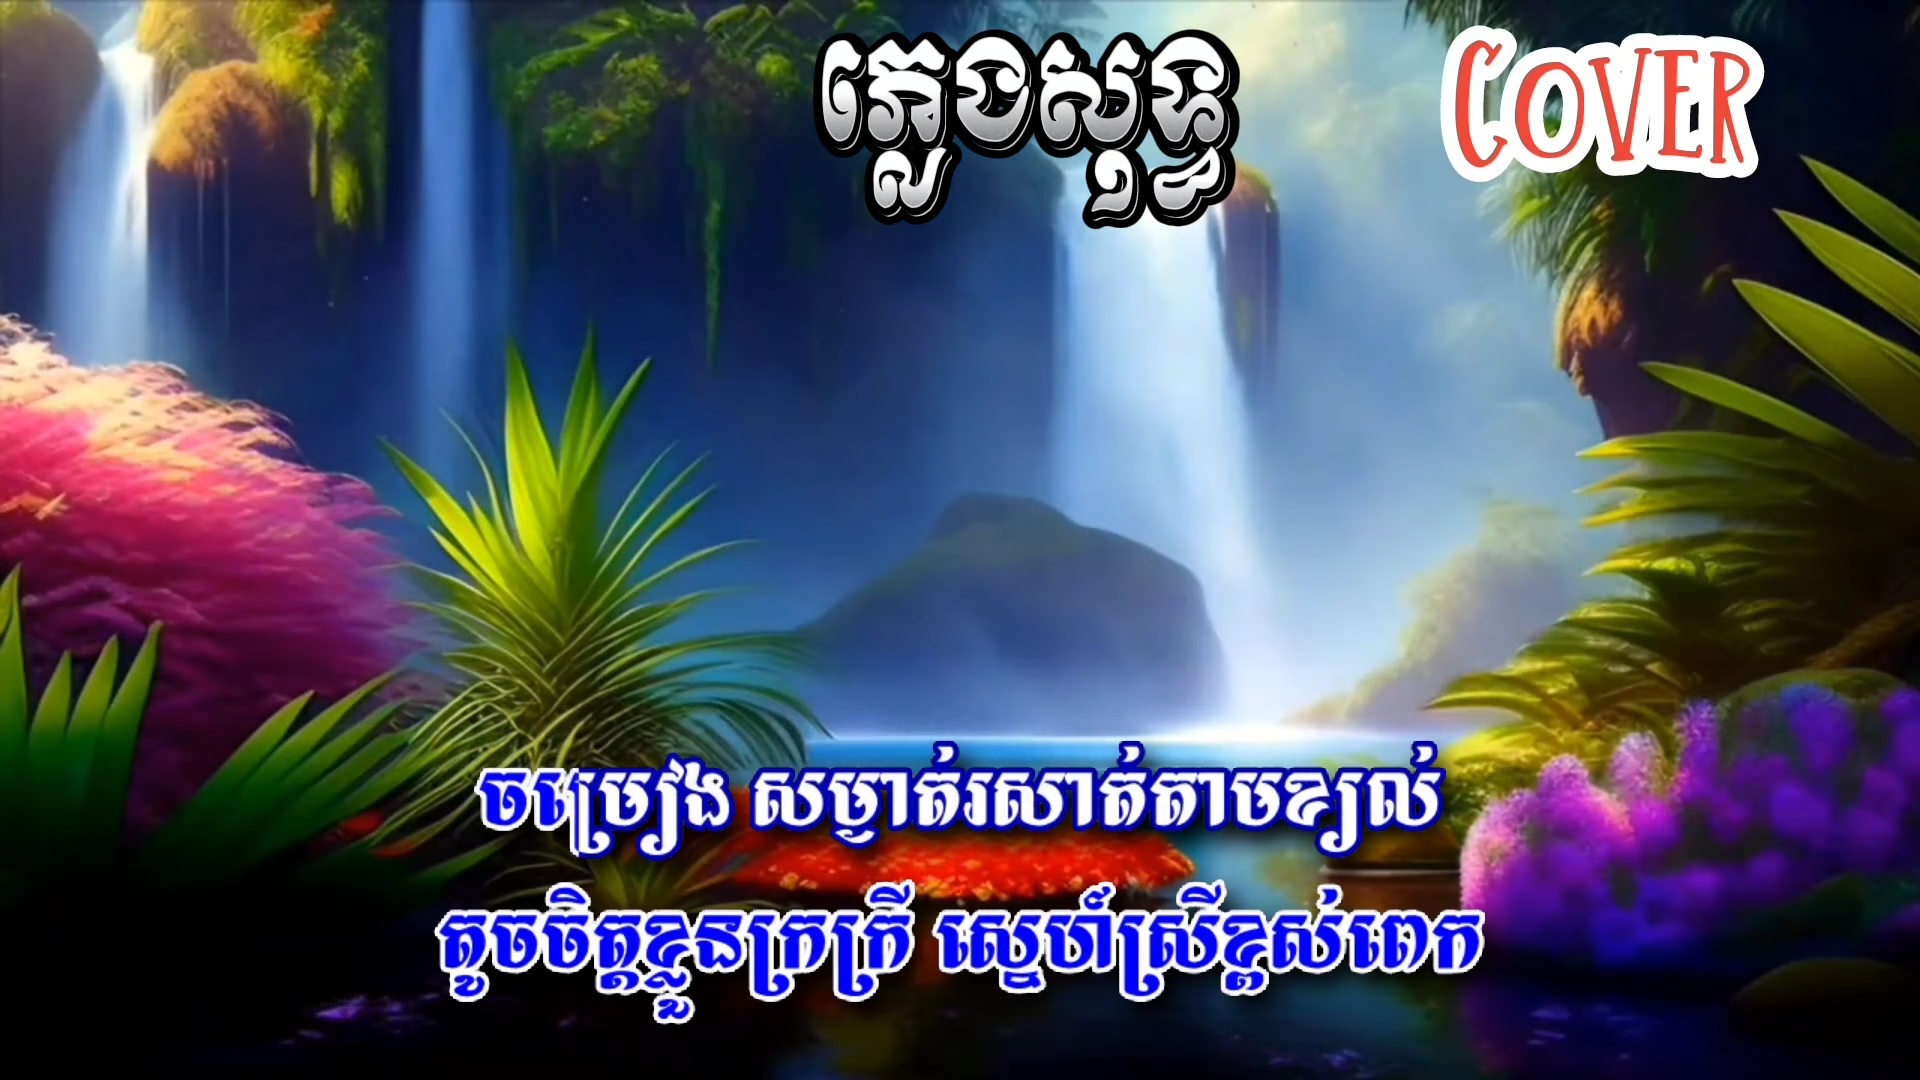 ភ្លេងសុទ្ធ
COVER
ចម្រៀង សម្ងាត់រសាត់តាមខ្យល់
តូចចិត្តខ្លួនក្រក្រី ស្នេហ៍ស្រីខ្ពស់ពេក